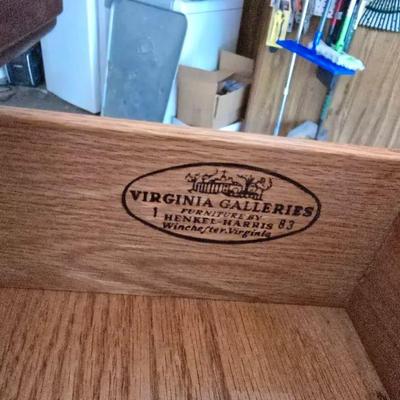 VIRGINIA GALLERIES
FURNITURE BY
1 HENKEL-HARRIS 83
Winchester, Virginia